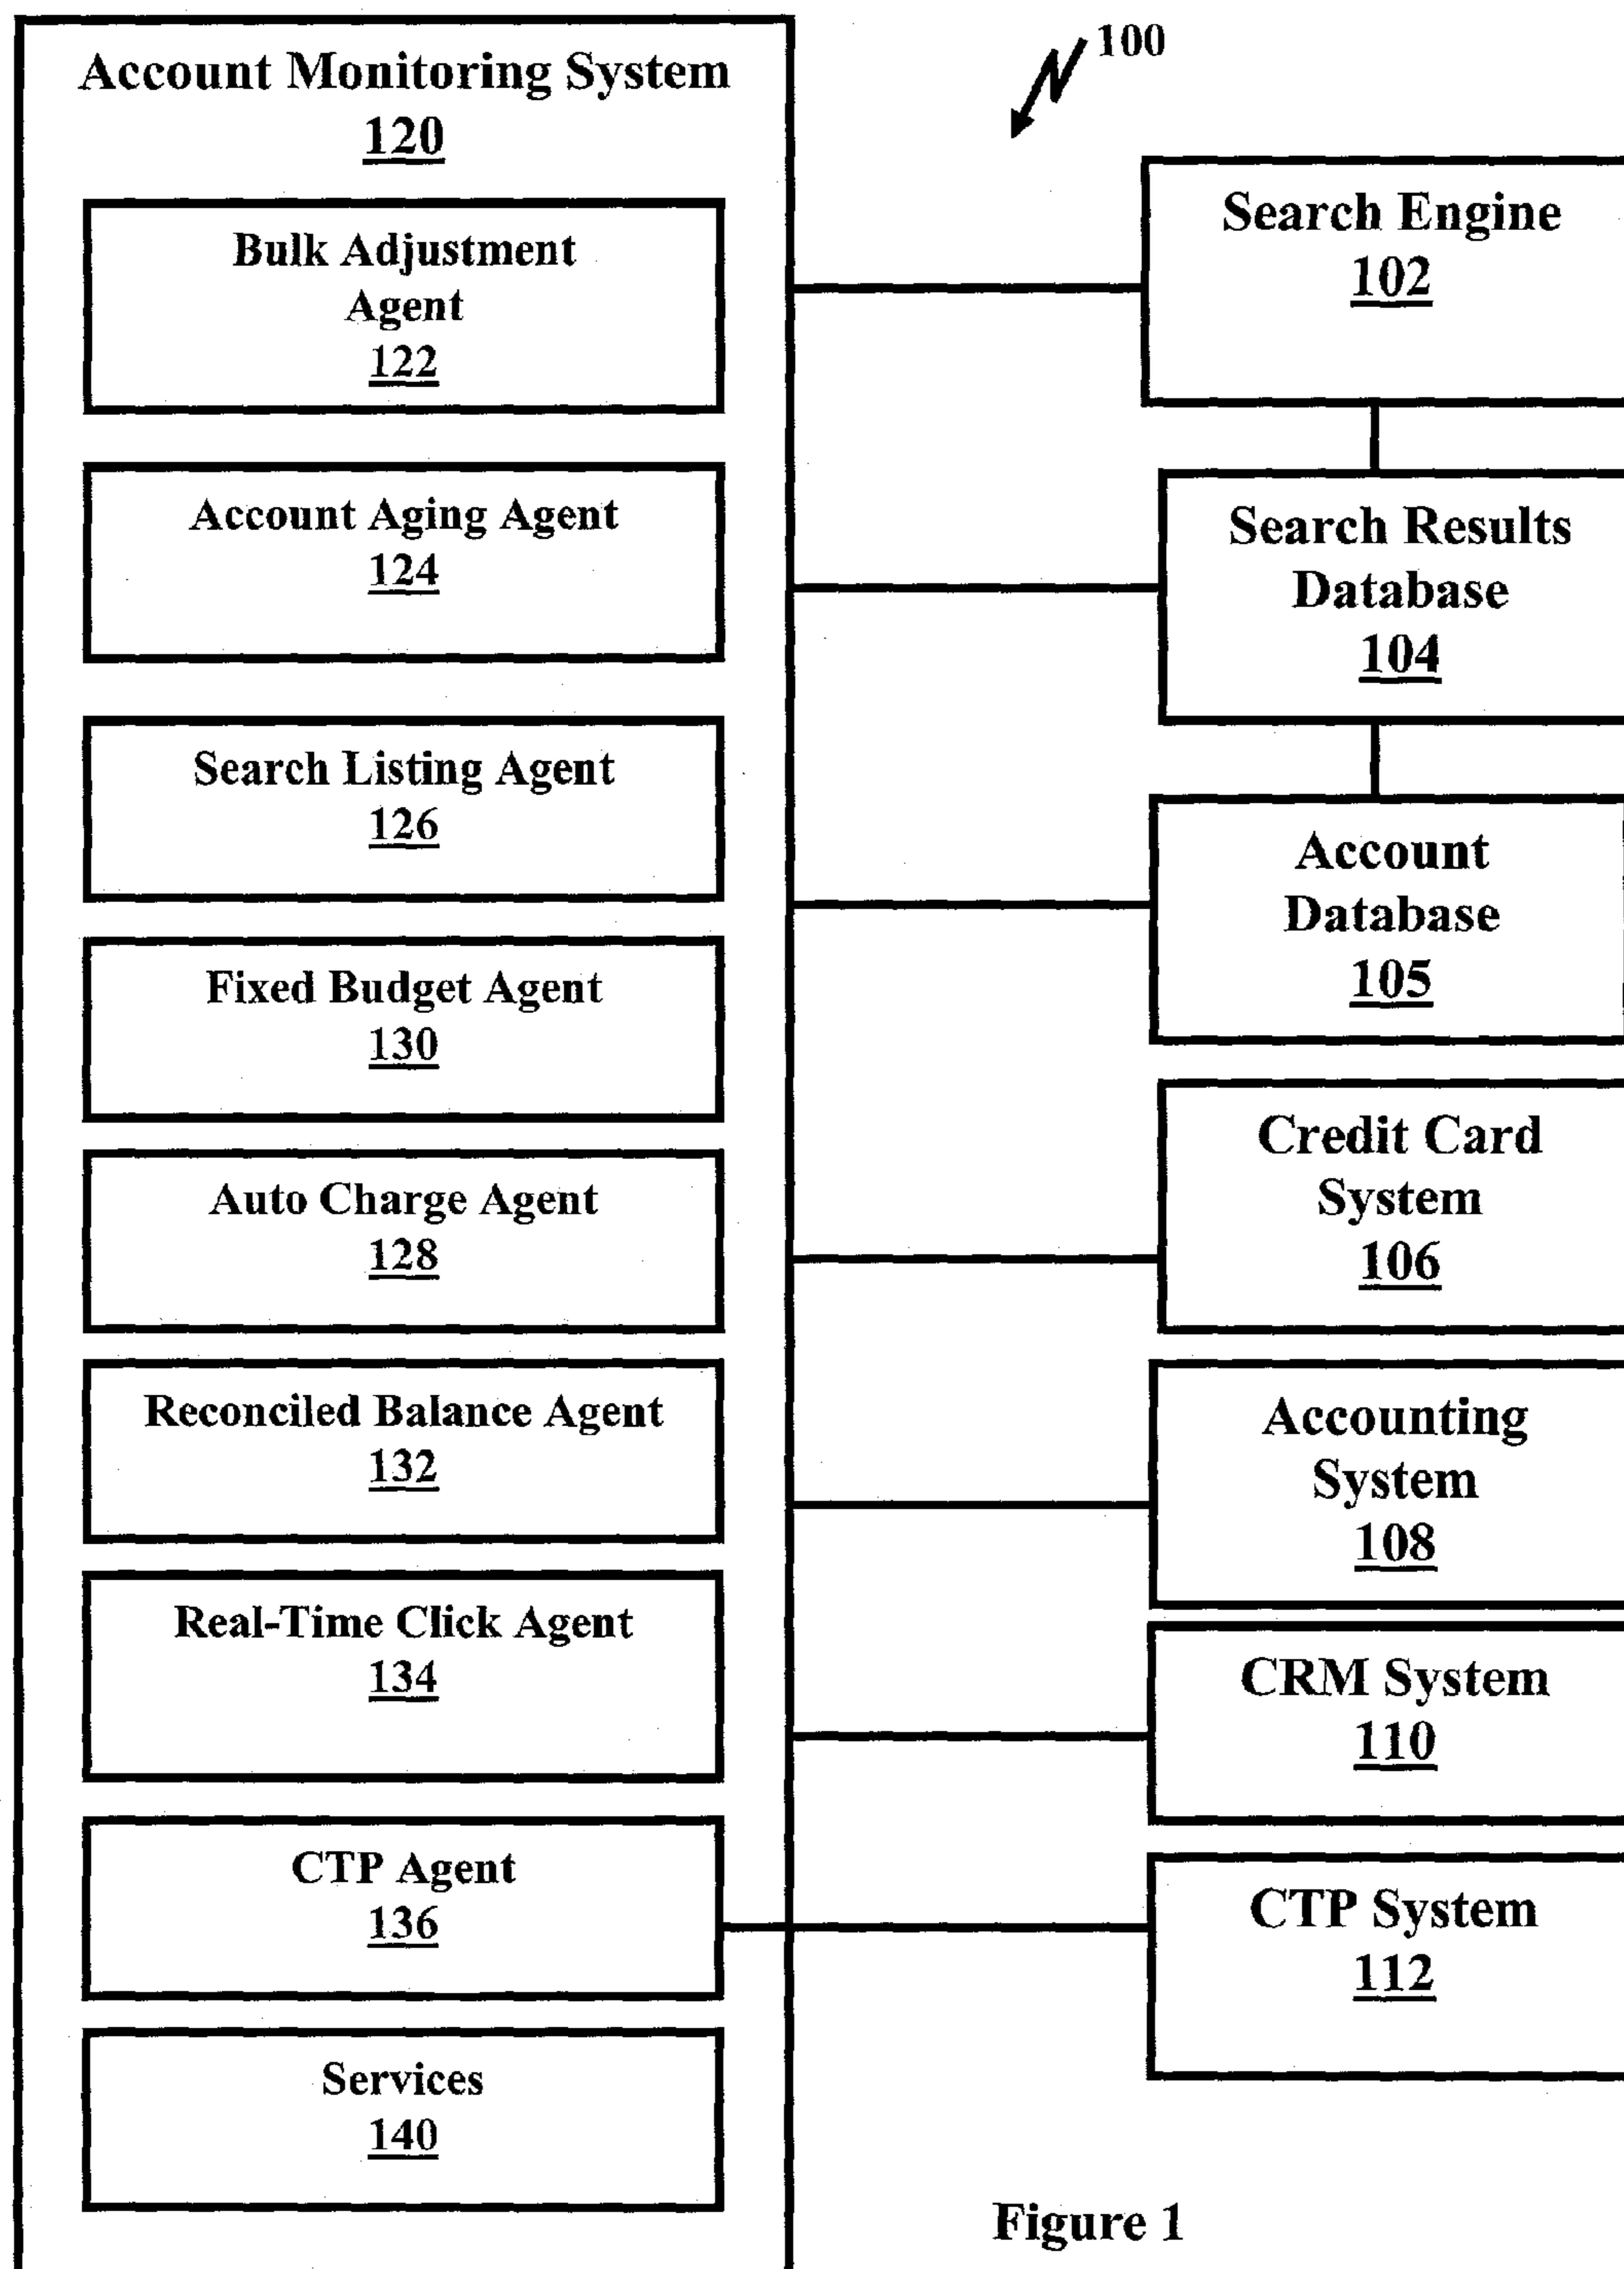 Account Monitoring System
120
Bulk Adjustment
Agent
122
Account Aging Agent
124
Search Listing Agent
126
Fixed Budget Agent
130
Auto Charge Agent
128
Reconciled Balance Agent
132
Real-Time Click Agent
134
CTP Agent
136
Services
140
100
Search Engine
102
Search Results
Database
104
Account
Database
105
Credit Card
System
106
Accounting
System
108
CRM System
110
CTP System
112
Figure 1